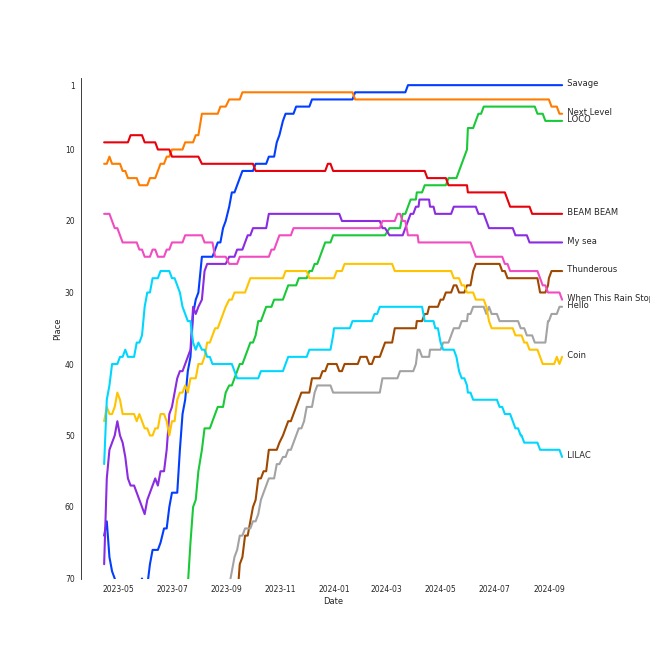 1
10
20
30
40
50
60
70
Place
2023-05
2023-07
2023-09
2023-11
2024-01
2024-03
2024-05
2024-07
2024-09
Date
Savage
Next Level
LOCO
BEAM BEAM
My sea
Thunderous
When This Rain Stop
Hello
Coin
LILAC